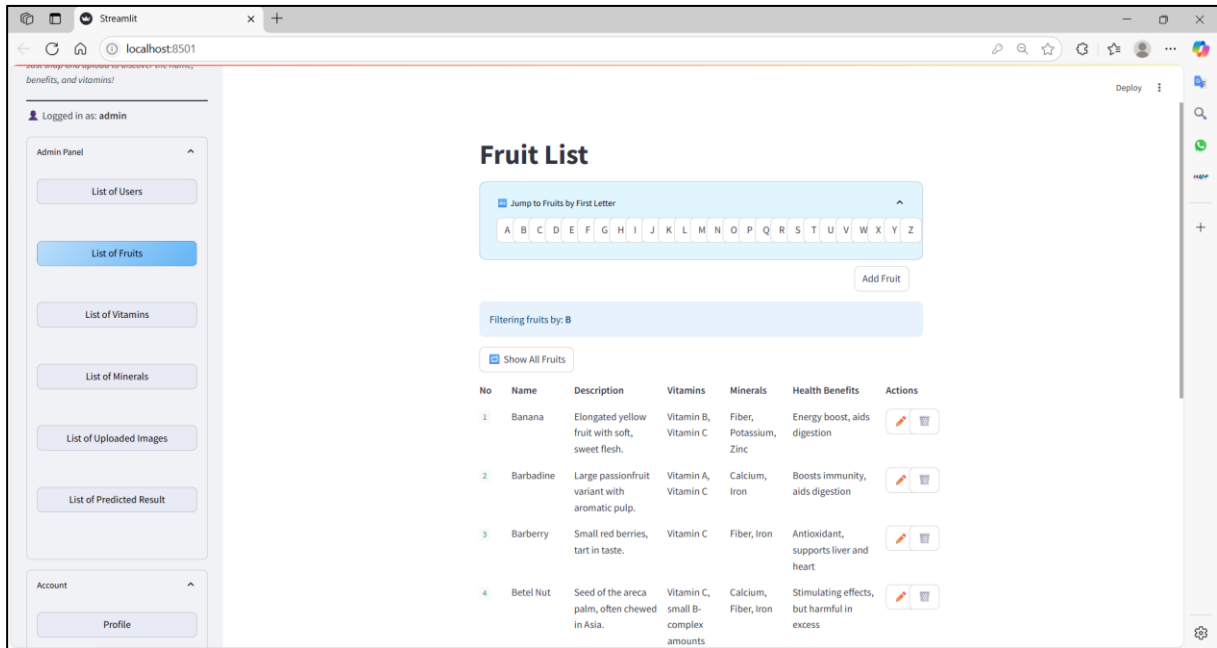 Streamlit
localhost:8501
benefits, and vitamins!
Logged in as: admin
Admin Panel
List of Users
List of Fruits
List of Vitamins
List of Minerals
List of Uploaded Images
List of Predicted Result
Account
Profile
Deploy
Fruit List
Jump to Fruits by First Letter
A B C D E F G H I J K L M N O P Q R S T U V W X Y Z
Add Fruit
Filtering fruits by: B
Show All Fruits
No Name Description Vitamins Minerals Health Benefits Actions
1 Banana Elongated yellow Vitamin B, Fiber, Energy boost, aids
fruit with soft, Vitamin C Potassium, digestion
sweet flesh. Zinc
2 Barbadine Large passionfruit Vitamin A, Calcium, Boosts immunity,
variant with Vitamin C Iron aids digestion
aromatic pulp.
3 Barberry Small red berries, Vitamin C Fiber, Iron Antioxidant,
tart in taste. supports liver and
heart
4 Betel Nut Seed of the areca Vitamin C, Calcium, Stimulating effects,
palm, often chewed small B- Fiber, Iron but harmful in
in Asia. complex excess
amounts